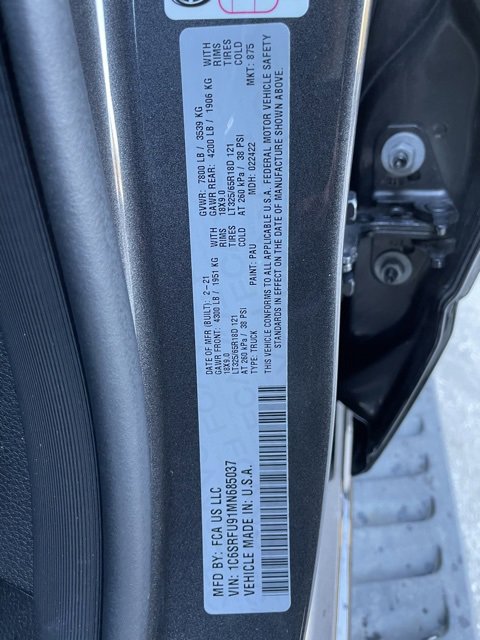 MFD BY: FCA US LLC
VIN: 1C6SRFU91MN685037
VEHICLE MADE IN: U.S.A.
DATE OF MFR (BUILT): 2-21
GVWR: 7800 LB / 3539 KG
GAWR FRONT: 4300 LB / 1951 KG WITH
GAWR REAR: 4200 LB / 1906 KG WITH
18X9.0 RIMS
18X9.0 RIMS
LT325/65R18D 121 TIRES
LT325/65R18D 121 TIRES
AT 260 kPa / 38 PSI COLD
AT 260 kPa / 38 PSI COLD
TYPE: TRUCK PAINT: PAU MDH: 022422 MKT: 875
THIS VEHICLE CONFORMS TO ALL APPLICABLE U.S.A. FEDERAL MOTOR VEHICLE SAFETY
STANDARDS IN EFFECT ON THE DATE OF MANUFACTURE SHOWN ABOVE.